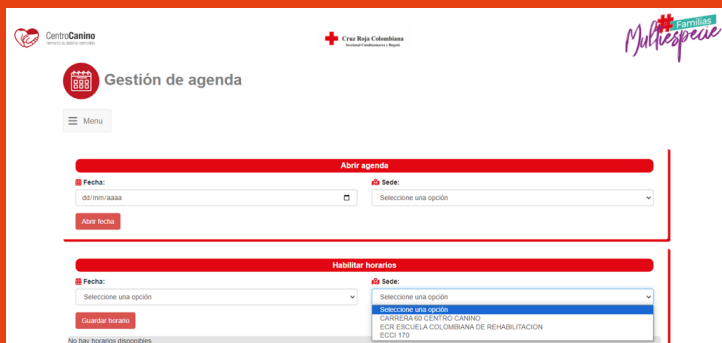 CentroCanino
Cruz Roja Colombiana
Seccional Cundinamarca y Bogotá
# Familias
Multiespecie
Gestión de agenda
Menu
Abrir agenda
Fecha:
Sede:
dd/mm/aaaa
Seleccione una opción
Abrir fecha
Habilitar horarios
Fecha:
Sede:
Seleccione una opción
Seleccione una opción
Guardar horario
Seleccione una opción
CARRERA 60 CENTRO CANINO
ECR ESCUELA COLOMBIANA DE REHABILITACION
ECCI 170
No hay horarios disponibles